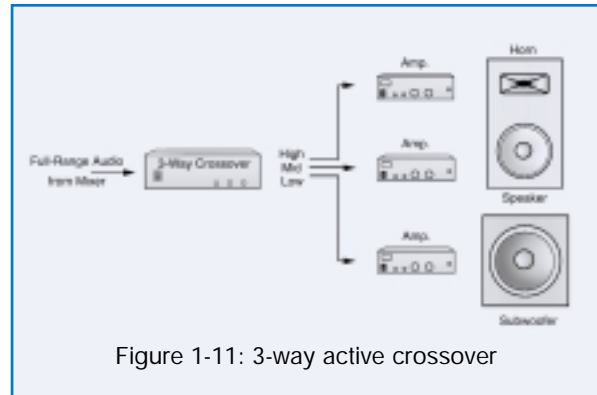 Horn
Amp.
Full-Range Audio
from Mixer
3-Way Crossover
High
Mid
Low
Amp.
Speaker
Amp.
Subwoofer
Figure 1-11: 3-way active crossover